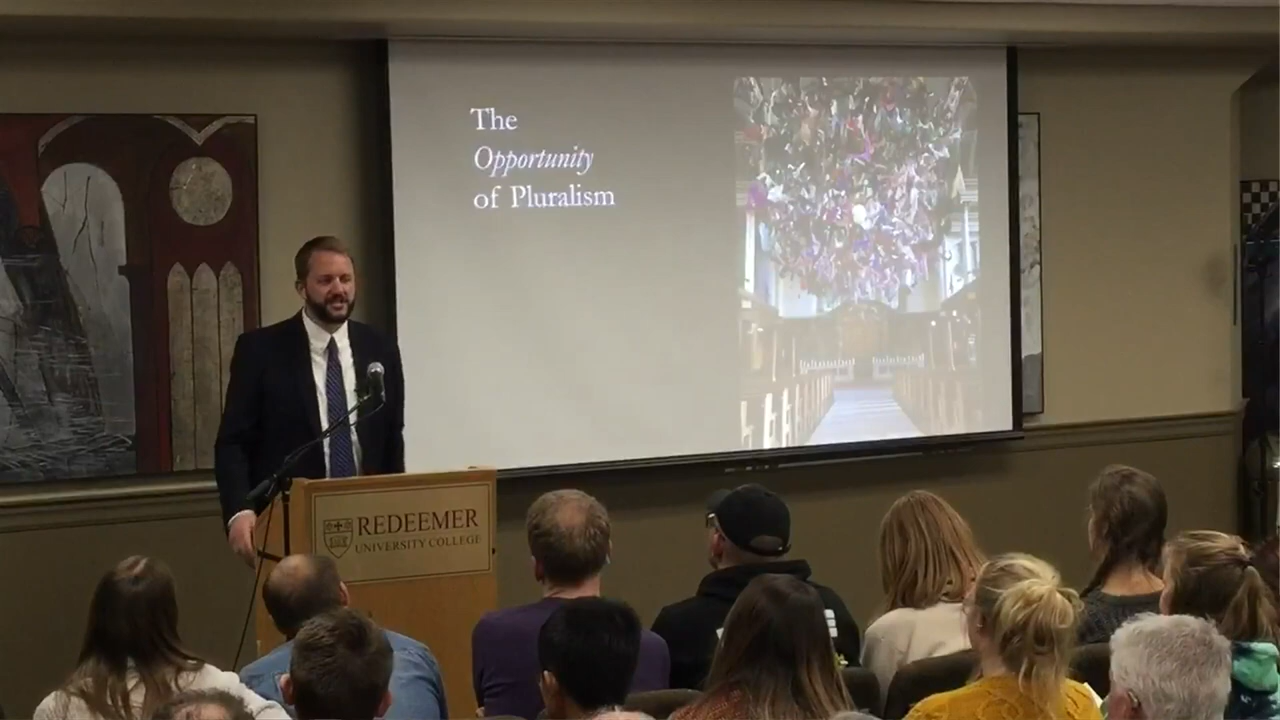 The
Opportunity
of Pluralism
REDEEMER
UNIVERSITY COLLEGE